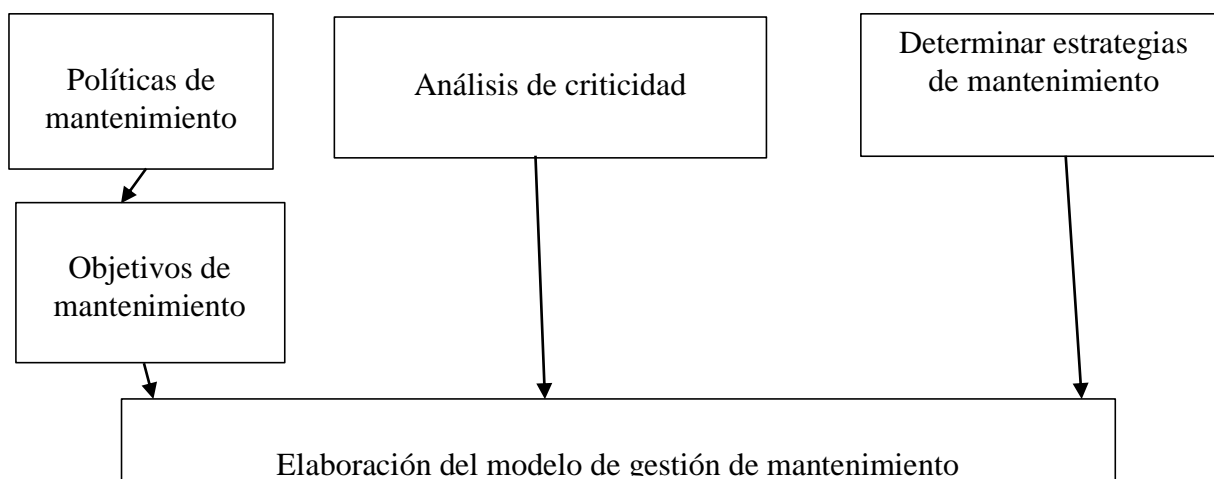 Políticas de
mantenimiento
Análisis de criticidad
Determinar estrategias
de mantenimiento
Objetivos de
mantenimiento
Elaboración del modelo de gestión de mantenimiento